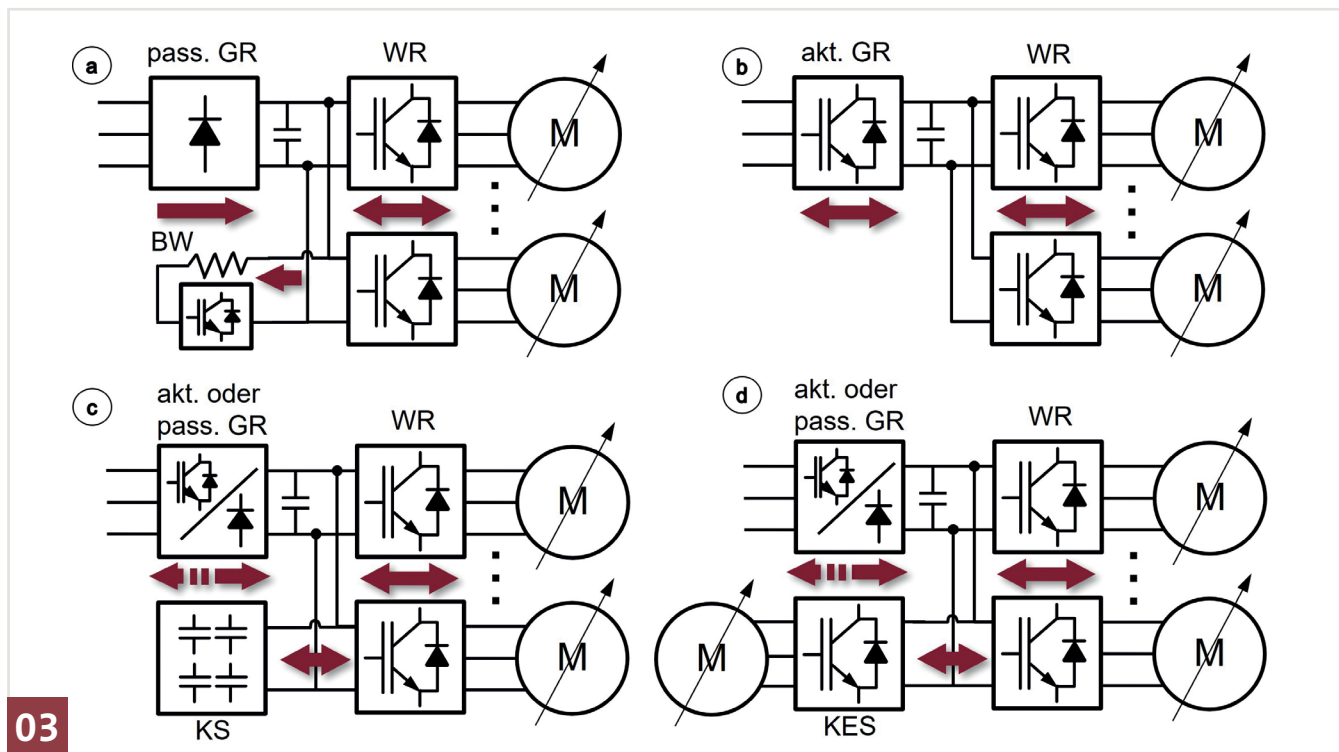 a
pass. GR
WR
M
BW
M
b
akt. GR
WR
M
M
c
akt. oder
pass. GR
WR
M
M
KS
d
akt. oder
pass. GR
WR
M
M
M
KES
03